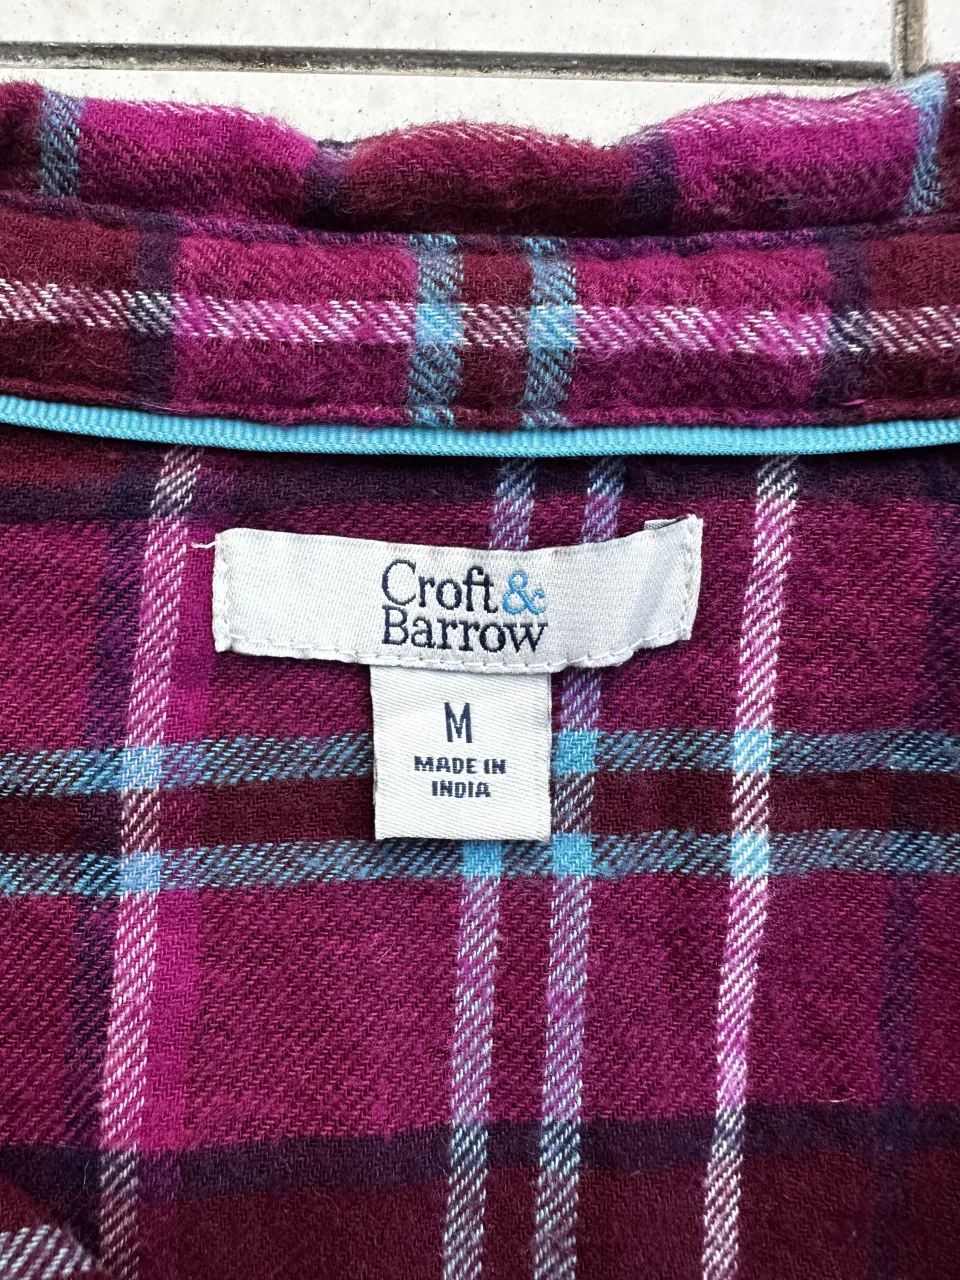 Croft &
Barrow
M
MADE IN
INDIA